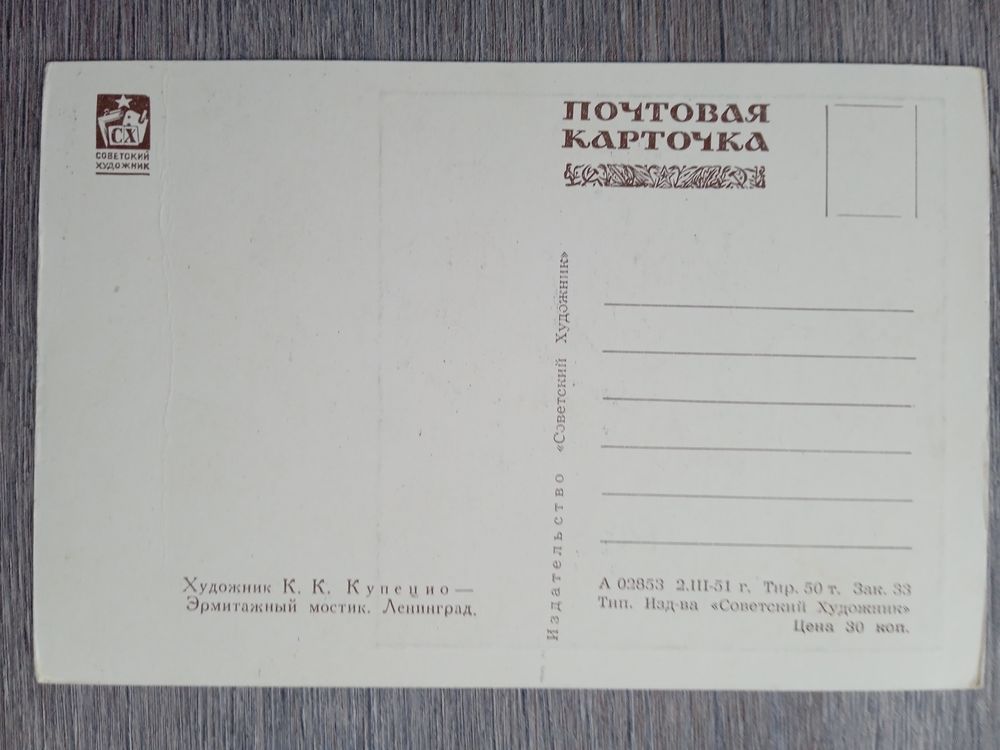 СХ
СОВЕТСКИЙ
ХУДОЖНИК
ПОЧТОВАЯ
КАРТОЧКА
Издательство «Советский Художник»
Художник К. К. Купецио —
Эрмитажный мостик. Ленинград.
А 02853 2.III-51 г. Тир. 50 т. Зак. 33
Тип. Изд-ва «Советский Художник»
Цена 30 коп.